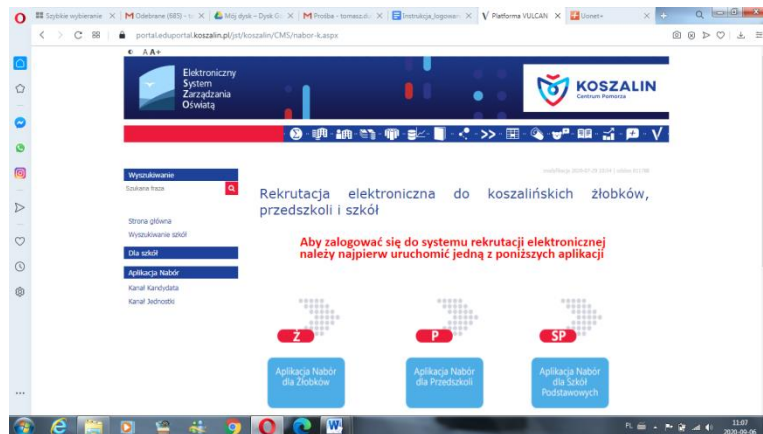 Szybkie wybieranie
Odebrane (685) - to
Mój dysk – Dysk Go
Prośba - tomasz.du
Instrukcja_logowan
Platforma VULCAN
Uonet+
portal.eduportal.koszalin.pl/jst/koszalin/CMS/nabor-k.aspx
A A+
Elektroniczny
System
Zarządzania
Oświatą
KOSZALIN
Centrum Pomorza
Wyszukiwanie
Szukana fraza
Rekrutacja elektroniczna do koszalińskich żłobków,
przedszkoli i szkół
Strona główna
Wyszukiwanie szkół
Dla szkół
Aplikacja Nabór
Kanał Kandydata
Kanał Jednostki
Aby zalogować się do systemu rekrutacji elektronicznej
należy najpierw uruchomić jedną z poniższych aplikacji
Ż
P
SP
Aplikacja Nabór
dla Żłobków
Aplikacja Nabór
dla Przedszkoli
Aplikacja Nabór
dla Szkół
Podstawowych
PL
11:07
2020-09-06